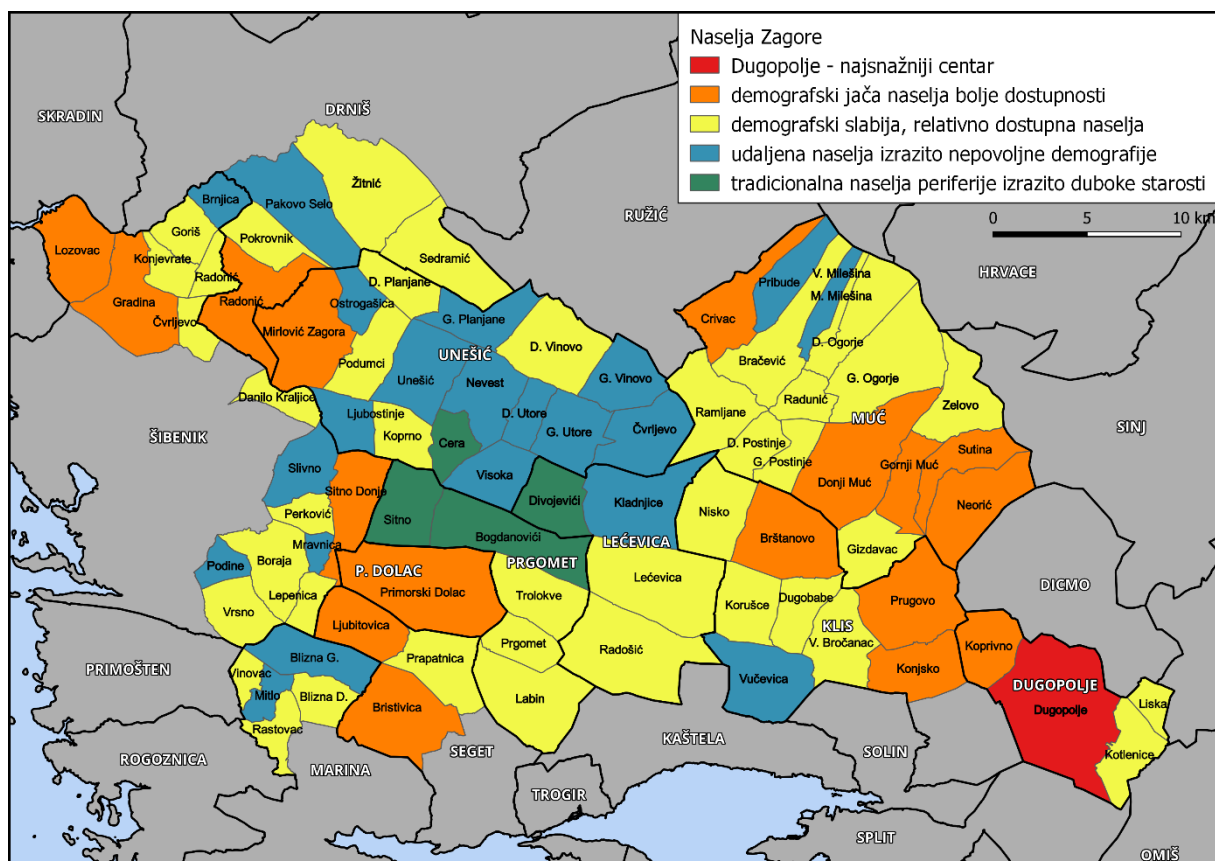 Naselja Zagore
Dugopolje - najsnažniji centar
demografski jača naselja bolje dostupnosti
demografski slabija, relativno dostupna naselja
udaljena naselja izrazito nepovoljne demografije
tradicionalna naselja periferije izrazito duboke starosti
0 5 10 km
SKRADIN
DRNIŠ
RUŽIĆ
HRVACE
Žitnić
Brnjica
Pakovo Selo
Goriš
Pokrovnik
Lozovac
Konjevrate
Radonić
Sedramić
Gradina
Radonić
Čvrljevo
Mirlović Zagora
Ostrogašica
D. Planjane
G. Planjane
Podumci
UNEŠIĆ
Unešić
D. Vinovo
Nevest
G. Vinovo
Danilo Kraljice
Ljubostinje
Koprno
Cera
D. Utore
G. Utore
Čvrljevo
Visoka
ŠIBENIK
Slivno
Sitno Donje
Perković
Sitno
Divojevići
Bogdanovići
Kladnjice
LEĆEVICA
Mravnica
Podine
Boraja
Vrsno
Lepenica
P. DOLAC
Primorski Dolac
PRGOMET
Trolokve
Lećevica
Ljubitovica
Prgomet
Radošić
Prapatnica
Labin
Blizna G.
Vinovac
Mitlo
Blizna D.
Rastovac
Bristivica
PRIMOŠTEN
ROGOZNICA
MARINA
SEGET
TROGIR
KAŠTELA
SOLIN
SPLIT
OMIŠ
Crivac
Pribude
V. Milešina
M. Milešina
D. Ogorje
Bračević
G. Ogorje
Radunić
Ramljane
MUĆ
Zelovo
D. Postinje
G. Postinje
Donji Muć
Gornji Muć
Sutina
Neorić
SINJ
Nisko
Brštanovo
Gizdavac
DICMO
Korušce
Dugobabe
KLIS
V. Bročanac
Prugovo
Konjsko
Koprivno
Vučevica
DUGOPOLJE
Dugopolje
Liska
Kotlenice